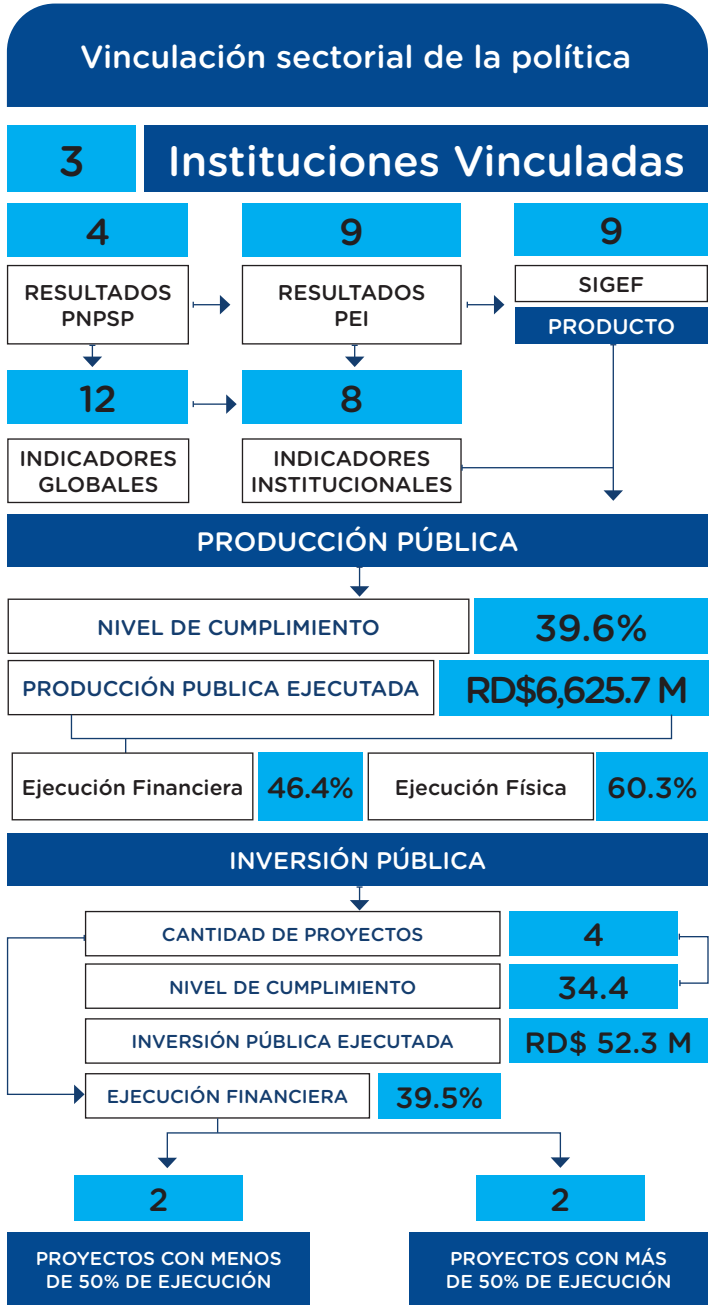 Vinculación sectorial de la política
3 Instituciones Vinculadas
4
RESULTADOS
PNPSP
9
RESULTADOS
PEI
9
SIGEF
PRODUCTO
12
INDICADORES
GLOBALES
8
INDICADORES
INSTITUCIONALES
PRODUCCIÓN PÚBLICA
NIVEL DE CUMPLIMIENTO 39.6%
PRODUCCIÓN PUBLICA EJECUTADA RD$6,625.7 M
Ejecución Financiera 46.4% Ejecución Física 60.3%
INVERSIÓN PÚBLICA
CANTIDAD DE PROYECTOS 4
NIVEL DE CUMPLIMIENTO 34.4
INVERSIÓN PÚBLICA EJECUTADA RD$ 52.3 M
EJECUCIÓN FINANCIERA 39.5%
2
PROYECTOS CON MENOS
DE 50% DE EJECUCIÓN
2
PROYECTOS CON MÁS
DE 50% DE EJECUCIÓN